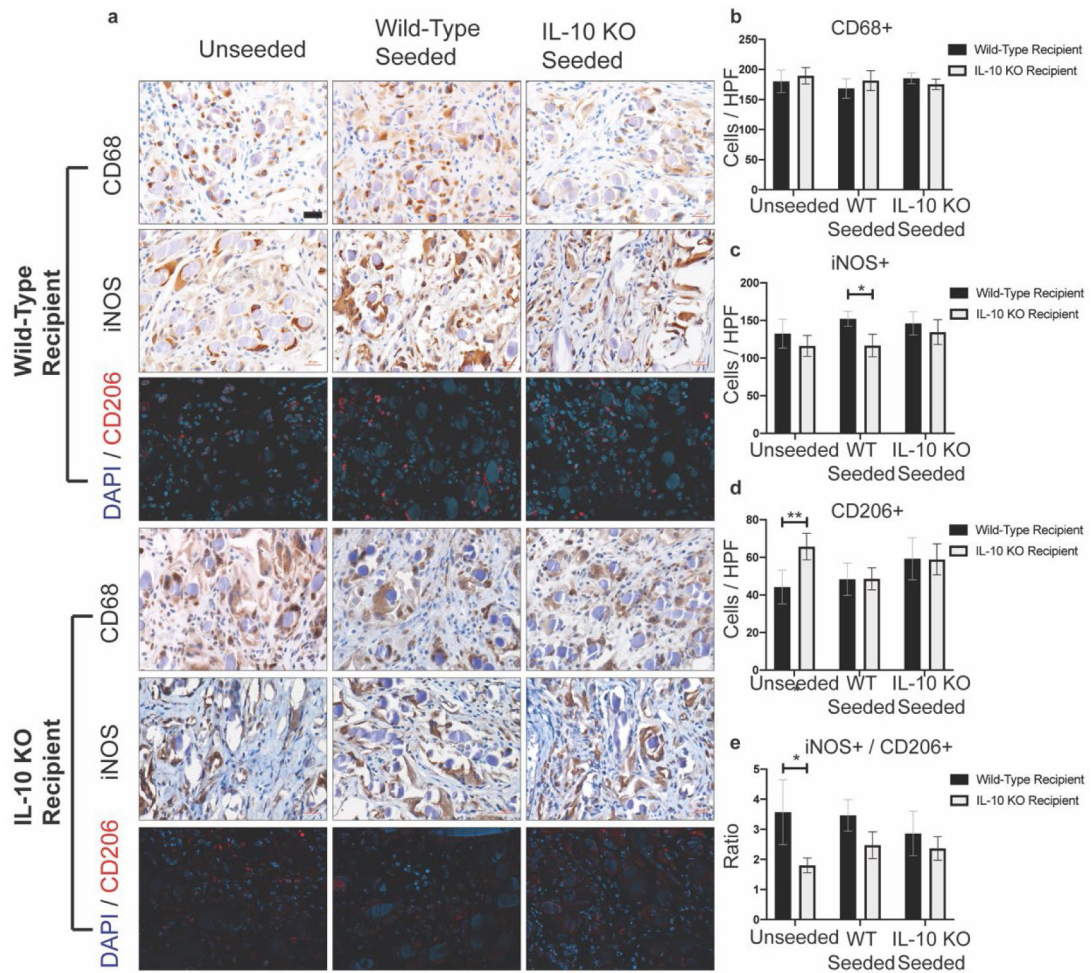 a
Unseeded
Wild-Type
Seeded
IL-10 KO
Seeded
Wild-Type
Recipient
CD68
iNOS
DAPI / CD206
IL-10 KO
Recipient
CD68
iNOS
DAPI / CD206
b
CD68+
Cells / HPF
250
200
150
100
50
0
Unseeded
WT
Seeded
IL-10 KO
Seeded
Wild-Type Recipient
IL-10 KO Recipient
c
iNOS+
Cells / HPF
200
150
100
50
0
*
Unseeded
WT
Seeded
IL-10 KO
Seeded
Wild-Type Recipient
IL-10 KO Recipient
d
CD206+
Cells / HPF
80
60
40
20
0
**
Unseeded
*
WT
Seeded
IL-10 KO
Seeded
Wild-Type Recipient
IL-10 KO Recipient
e
iNOS+ / CD206+
Ratio
5
4
3
2
1
0
*
Unseeded
WT
Seeded
IL-10 KO
Seeded
Wild-Type Recipient
IL-10 KO Recipient